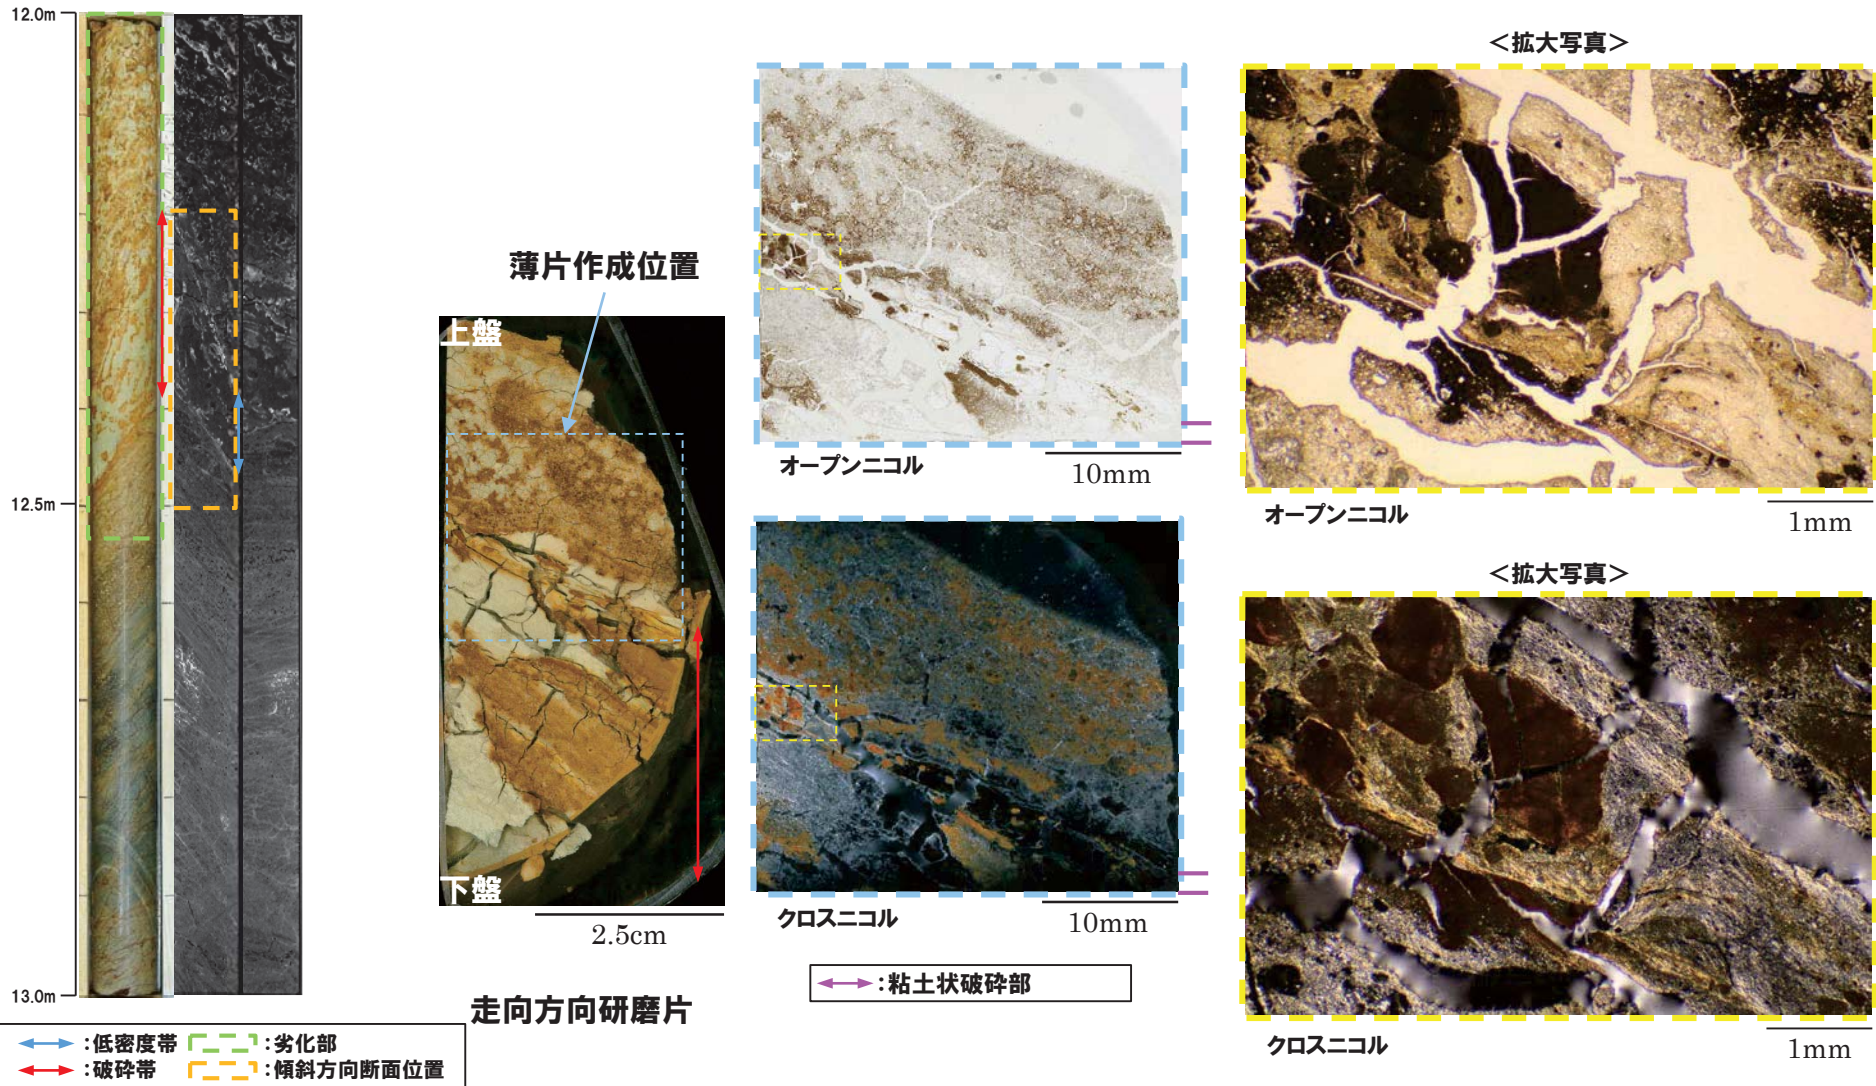 12.0m
12.5m
13.0m
:低密度帯
:劣化部
:破砕帯
:傾斜方向断面位置
薄片作成位置
上盤
下盤
2.5cm
走向方向研磨片
オープンニコル
10mm
クロスニコル
10mm
:粘土状破砕部
＜拡大写真＞
オープンニコル
1mm
＜拡大写真＞
クロスニコル
1mm